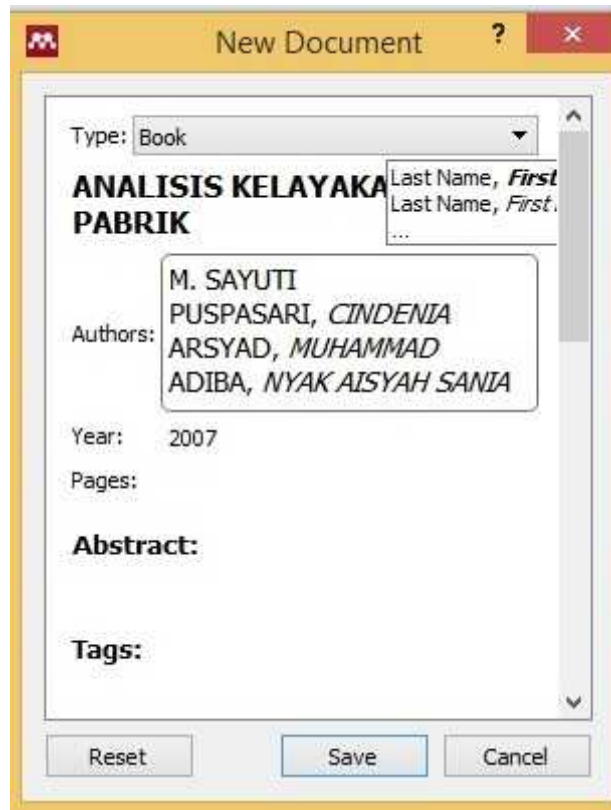 New Document ?
Type: Book
ANALISIS KELAYAKA
PABRIK
Last Name, First
Last Name, First
...
Authors:
M. SAYUTI
PUSPASARI, CINDENIA
ARSYAD, MUHAMMAD
ADIBA, NYAK AISYAH SANIA
Year: 2007
Pages:
Abstract:
Tags:
Reset Save Cancel